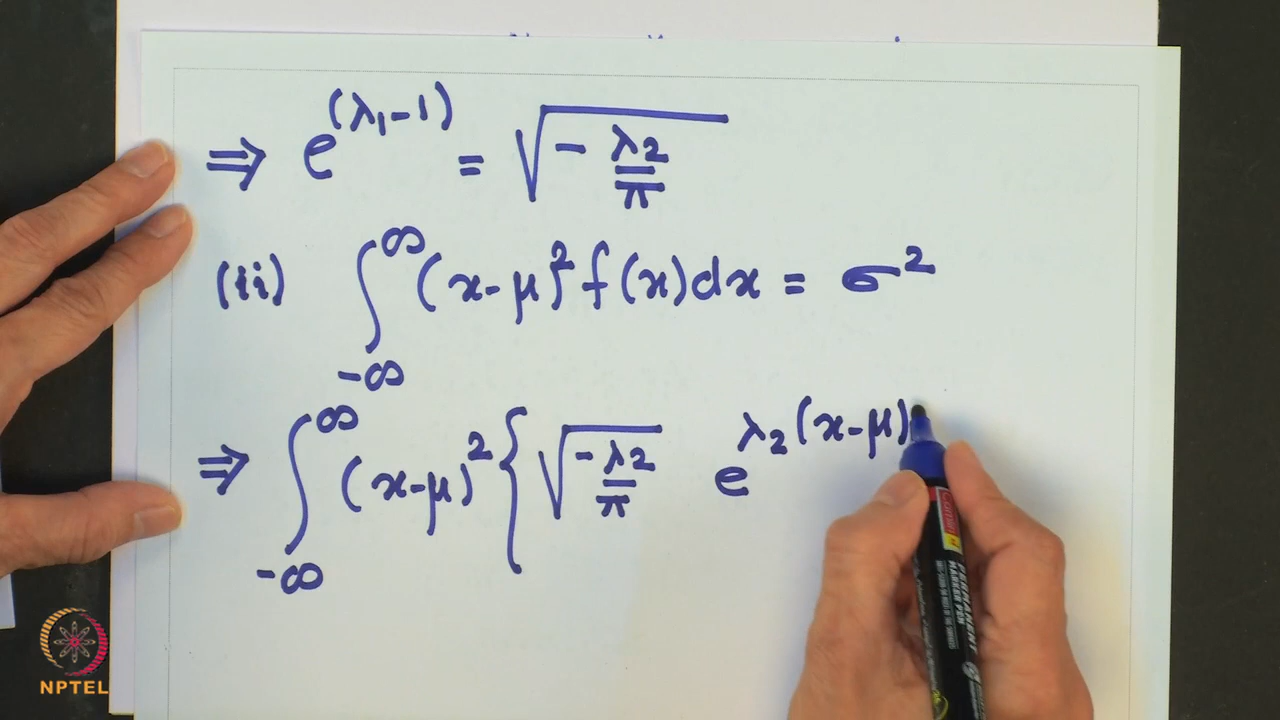 ⇒ e^(λ₁-1) = √(-λ₂/π)
(ii) ∫_{-∞}^{∞} (x-μ)² f(x)dx = σ²
⇒ ∫_{-∞}^{∞} (x-μ)² { √(-λ₂/π) e^{λ₂(x-μ)
NPTEL